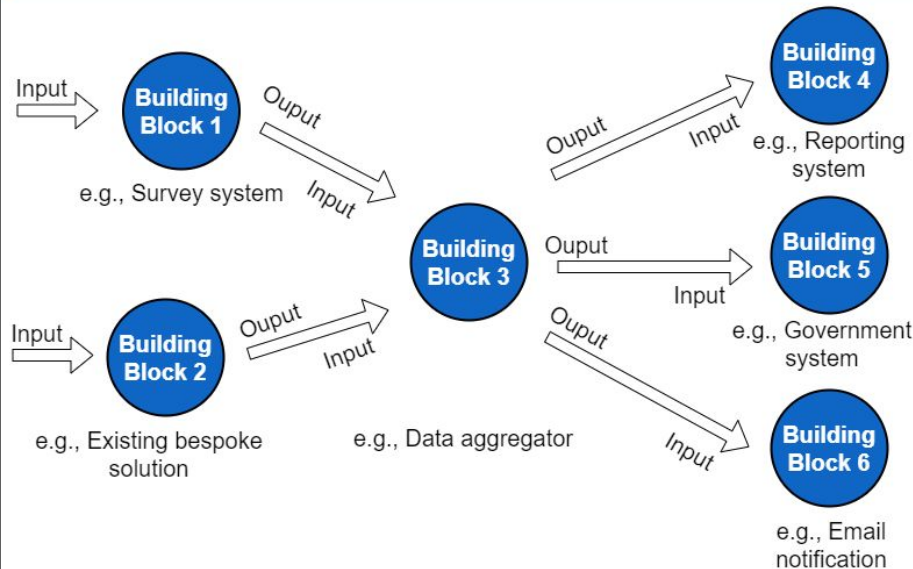 Input
Building
Block 1
e.g., Survey system
Ouput
Input
Input
Building
Block 2
e.g., Existing bespoke
solution
Ouput
Input
Building
Block 3
e.g., Data aggregator
Ouput
Input
Building
Block 4
e.g., Reporting
system
Ouput
Input
Building
Block 5
e.g., Government
system
Ouput
Input
Building
Block 6
e.g., Email
notification